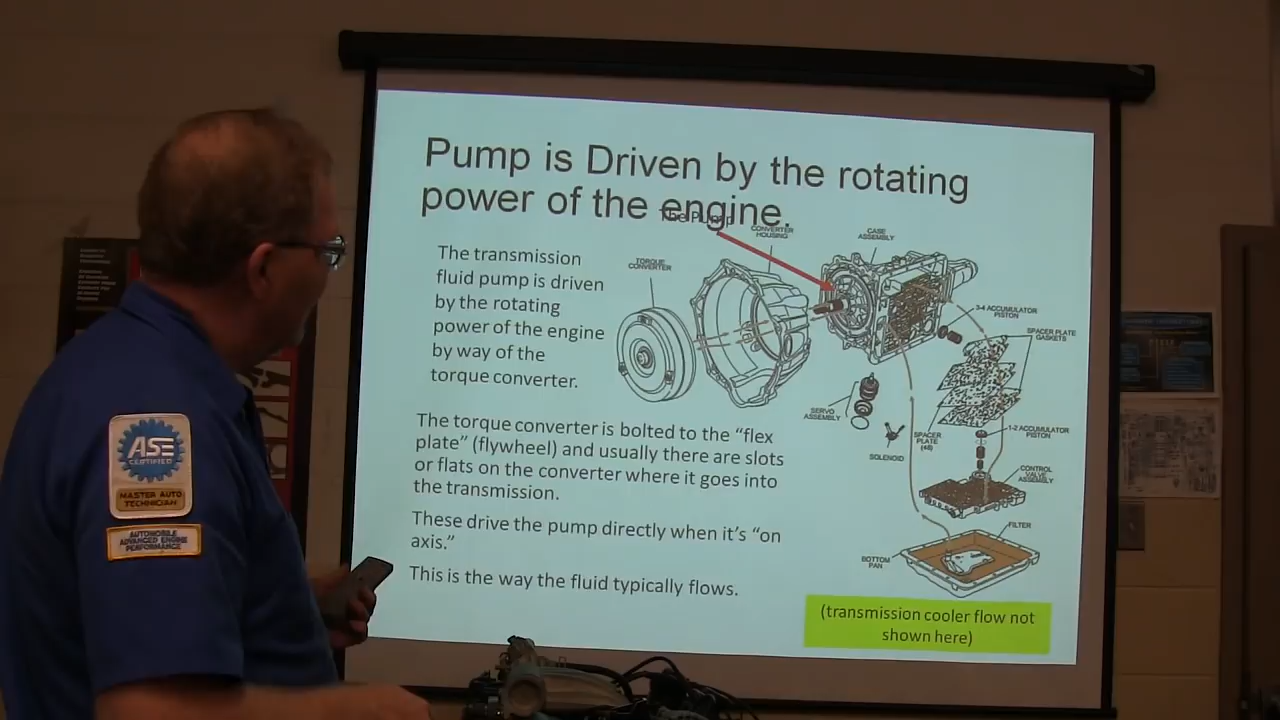 Pump is Driven by the rotating
power of the engine.
The Pump
The transmission
fluid pump is driven
by the rotating
power of the engine
by way of the
torque converter.
The torque converter is bolted to the “flex
plate” (flywheel) and usually there are slots
or flats on the converter where it goes into
the transmission.
These drive the pump directly when it’s “on
axis.”
This is the way the fluid typically flows.
TORQUE
CONVERTER
CONVERTER
HOUSING
CASE
ASSEMBLY
3-4 ACCUMULATOR
PISTON
SPACER PLATE
GASKETS
SERVO
ASSEMBLY
SOLENOID
SPACER
PLATE
(48)
1-2 ACCUMULATOR
PISTON
CONTROL
VALVE
ASSEMBLY
FILTER
BOTTOM
PAN
(transmission cooler flow not
shown here)
ASE
CERTIFIED
MASTER AUTO
TECHNICIAN
AUTOMOBILE
ADVANCED ENGINE
PERFORMANCE